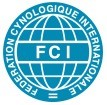 FEDERATION CYNOLOGIQUE INTERNATIONALE
FCI